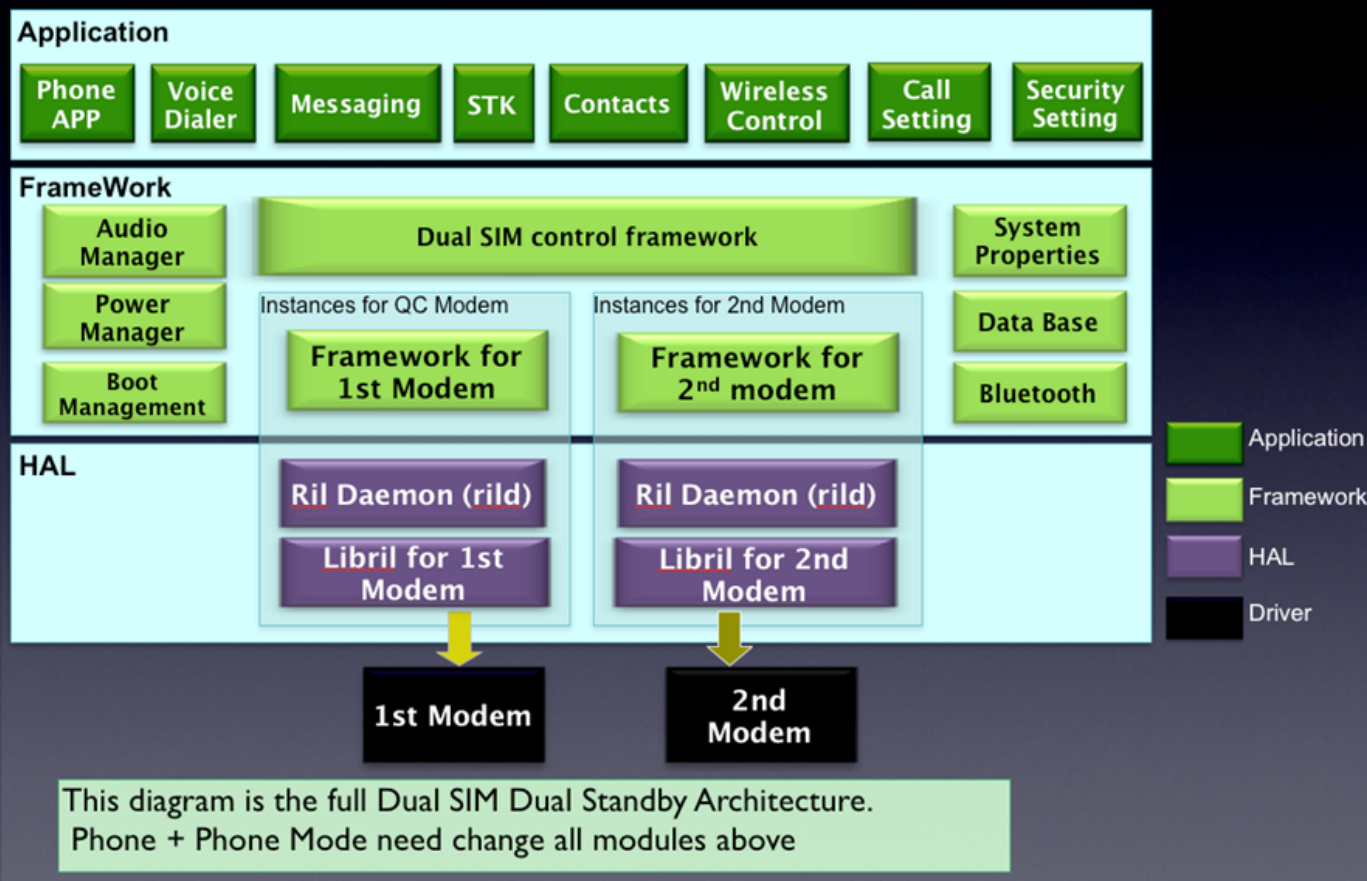 Application
Phone
APP
Voice
Dialer
Messaging
STK
Contacts
Wireless
Control
Call
Setting
Security
Setting
FrameWork
Audio
Manager
Power
Manager
Boot
Management
Dual SIM control framework
Instances for QC Modem
Framework for
1st Modem
Instances for 2nd Modem
Framework for
2nd modem
System
Properties
Data Base
Bluetooth
HAL
Ril Daemon (rild)
Libril for 1st
Modem
Ril Daemon (rild)
Libril for 2nd
Modem
1st Modem
2nd
Modem
Application
Framework
HAL
Driver
This diagram is the full Dual SIM Dual Standby Architecture.
Phone + Phone Mode need change all modules above